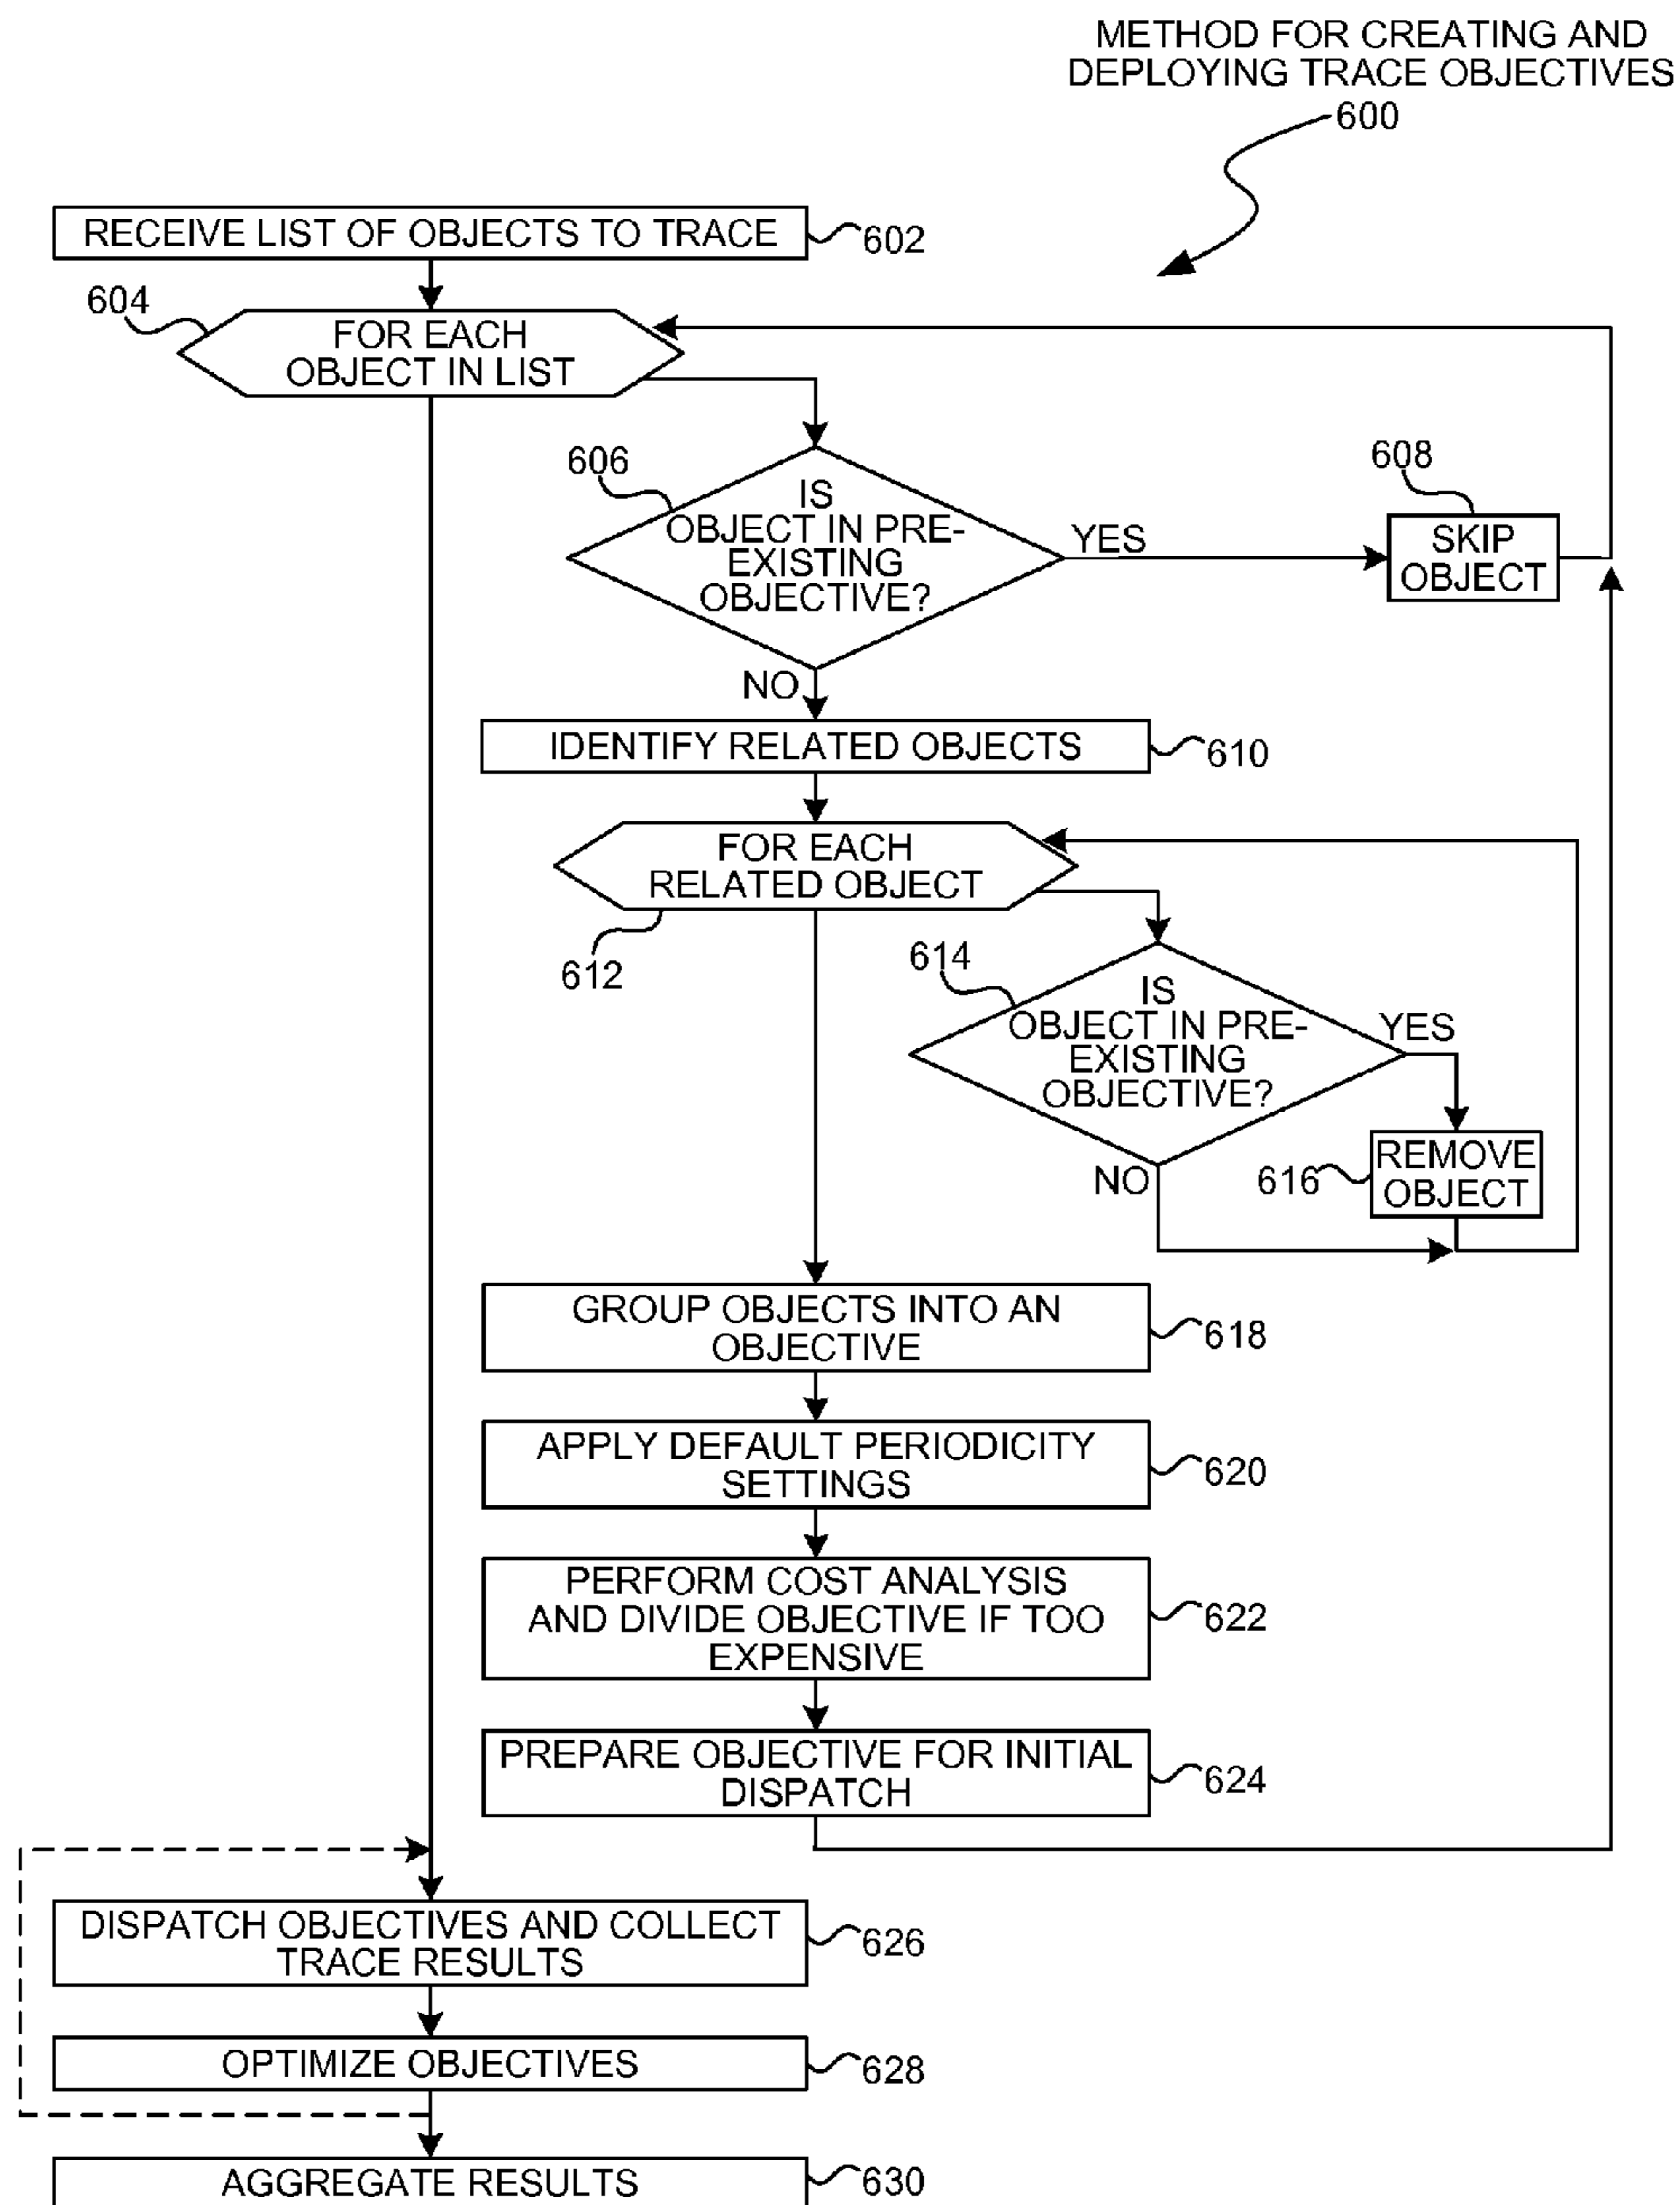 METHOD FOR CREATING AND
DEPLOYING TRACE OBJECTIVES
600
RECEIVE LIST OF OBJECTS TO TRACE
602
604
FOR EACH
OBJECT IN LIST
606
IS
OBJECT IN PRE-
EXISTING
OBJECTIVE?
YES
608
SKIP
OBJECT
NO
IDENTIFY RELATED OBJECTS
610
FOR EACH
RELATED OBJECT
612
614
IS
OBJECT IN PRE-
EXISTING
OBJECTIVE?
YES
NO
616
REMOVE
OBJECT
GROUP OBJECTS INTO AN
OBJECTIVE
618
APPLY DEFAULT PERIODICITY
SETTINGS
620
PERFORM COST ANALYSIS
AND DIVIDE OBJECTIVE IF TOO
EXPENSIVE
622
PREPARE OBJECTIVE FOR INITIAL
DISPATCH
624
DISPATCH OBJECTIVES AND COLLECT
TRACE RESULTS
626
OPTIMIZE OBJECTIVES
628
AGGREGATE RESULTS
630